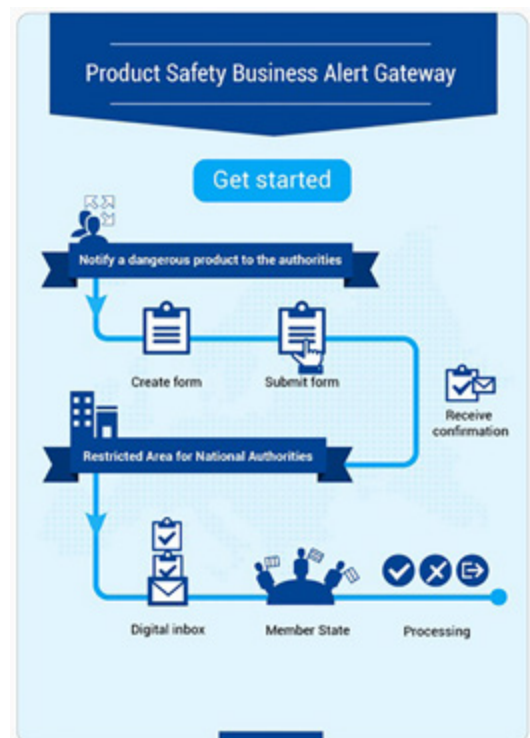 Product Safety Business Alert Gateway
Get started
Notify a dangerous product to the authorities
Create form
Submit form
Receive
confirmation
Restricted Area for National Authorities
Digital inbox
Member State
Processing